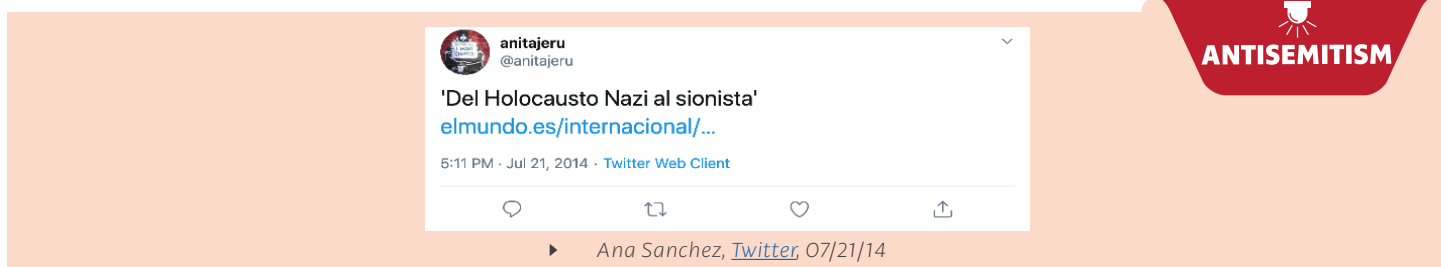 ANTISEMITISM
anitajeru
@anitajeru
'Del Holocausto Nazi al sionista'
elmundo.es/internacional/...
5:11 PM · Jul 21, 2014 · Twitter Web Client
Ana Sanchez, Twitter, 07/21/14